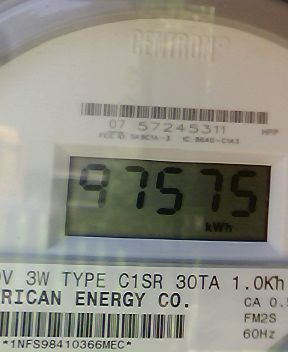 CENTRON®
07 57245311
HPP
97575
kWh
V 3W TYPE C1SR 30TA 1.0Kh
RICAN ENERGY CO.
CA 0.5
FM2S
60Hz
*1NFS98410366MEC*